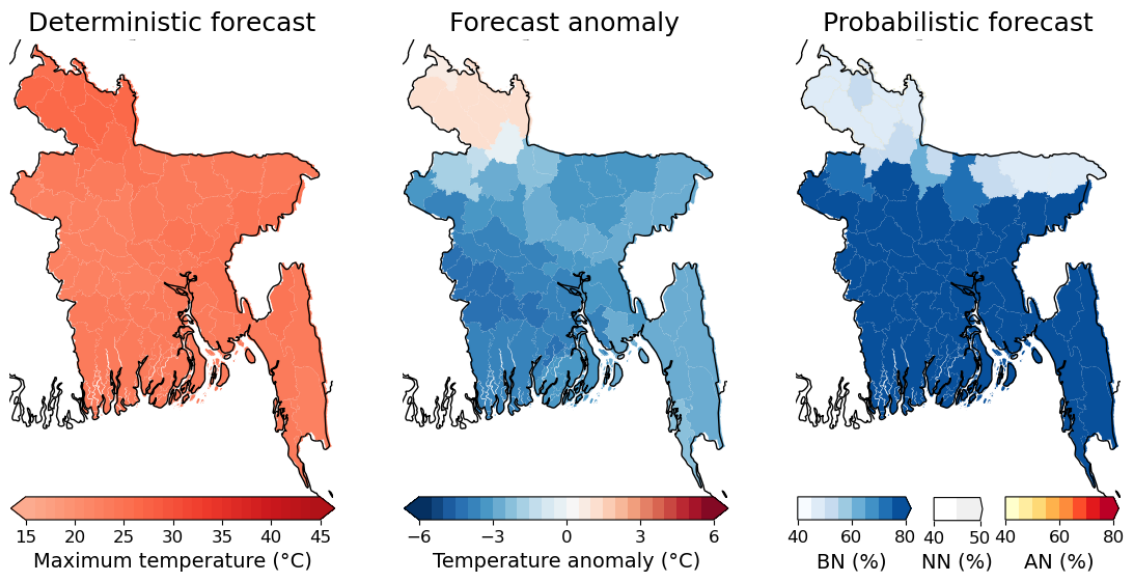 Deterministic forecast
Forecast anomaly
Probabilistic forecast
15 20 25 30 35 40 45
Maximum temperature (°C)
−6 −3 0 3 6
Temperature anomaly (°C)
40 60 80
BN (%)
40 50
NN (%)
40 60 80
AN (%)